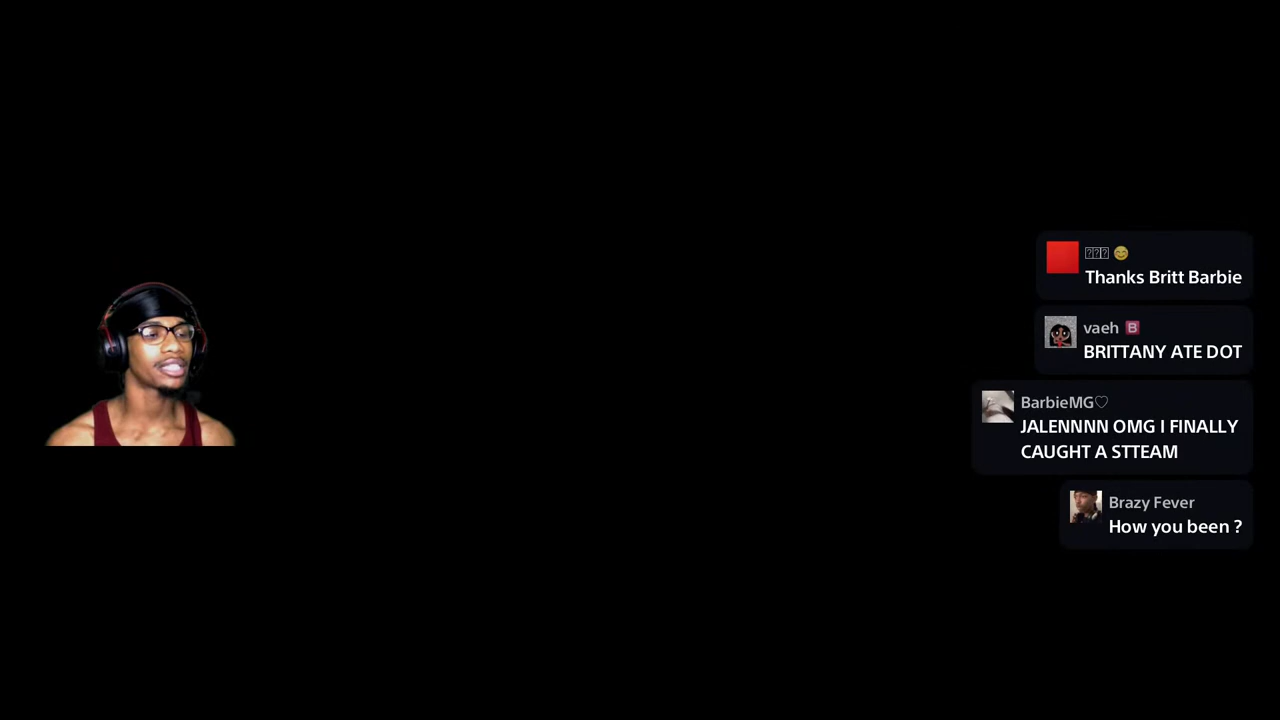 😊
Thanks Britt Barbie
vaeh 🅱
BRITTANY ATE DOT
BarbieMG♡
JALENNNN OMG I FINALLY
CAUGHT A STTEAM
Brazy Fever
How you been ?